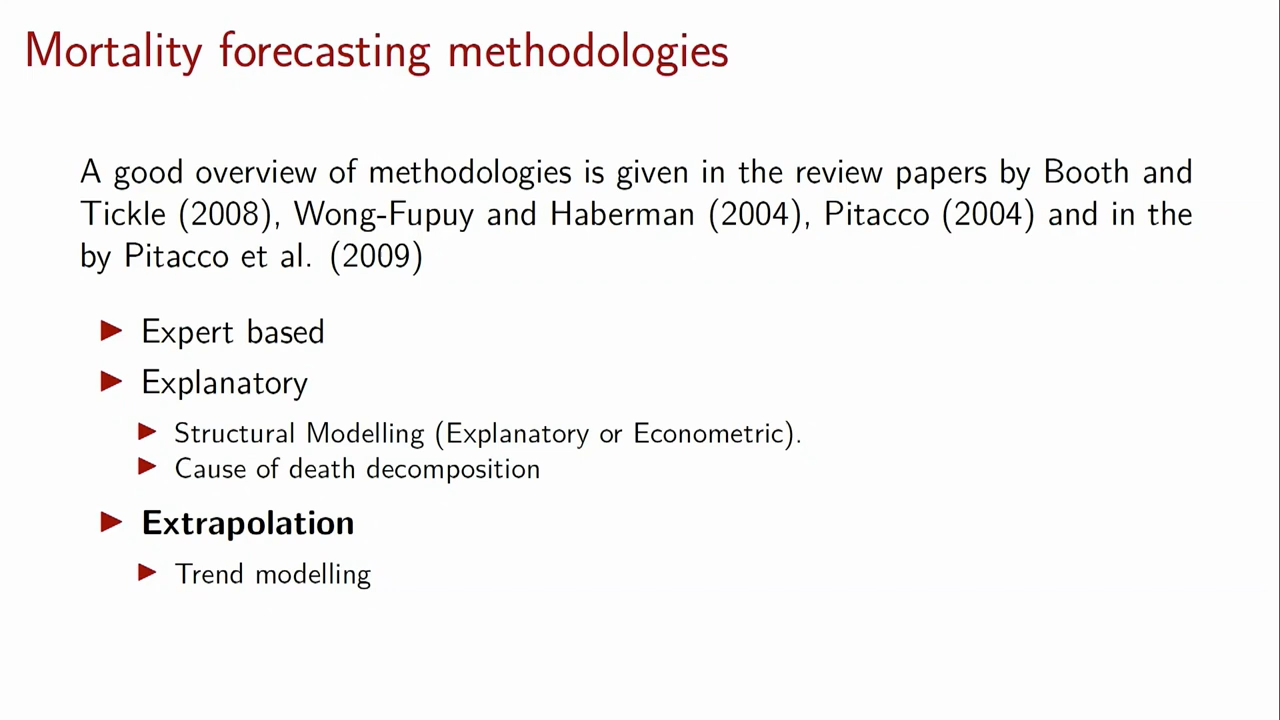 Mortality forecasting methodologies
A good overview of methodologies is given in the review papers by Booth and
Tickle (2008), Wong-Fupuy and Haberman (2004), Pitacco (2004) and in the
by Pitacco et al. (2009)
Expert based
Explanatory
Structural Modelling (Explanatory or Econometric).
Cause of death decomposition
Extrapolation
Trend modelling